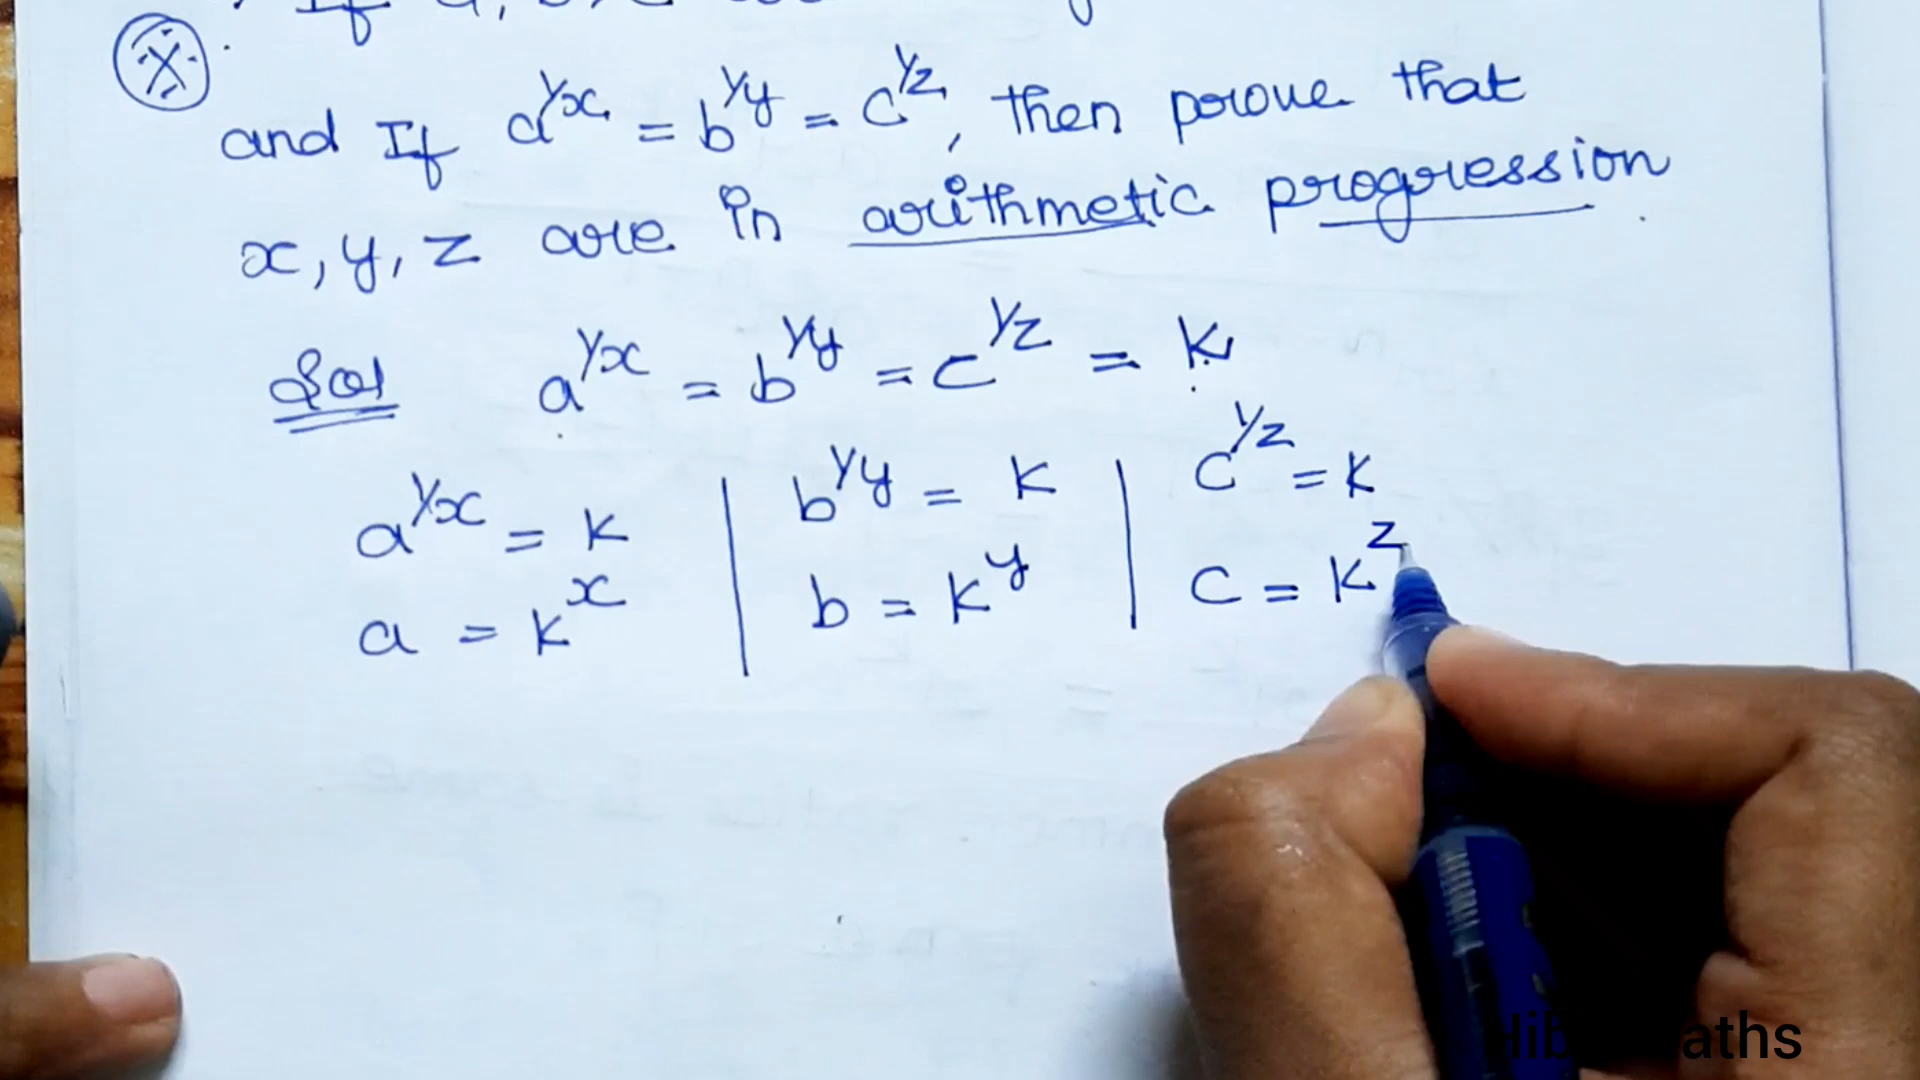 If a,
and If a^1/x = b^1/y = c^1/z, then prove that
x, y, z are in arithmetic progression.
Sol a^1/x = b^1/y = c^1/z = k
a^1/x = k | b^1/y = k | c^1/z = k
a = k^x | b = k^y | c = k^z